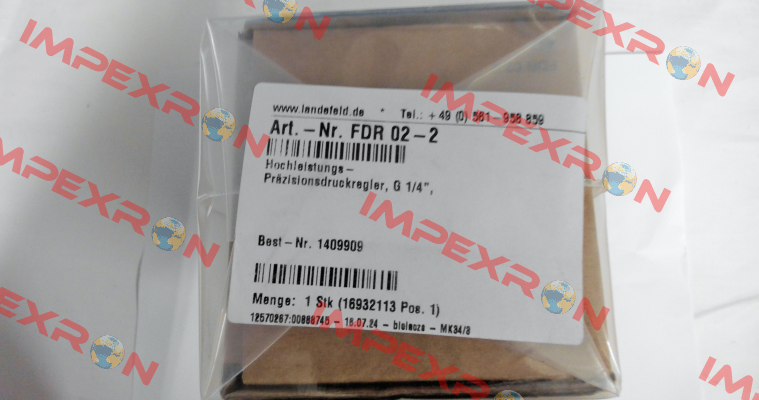 www.landefeld.de * Tel.: +49 (0) 561-958 859
Art.-Nr. FDR 02-2
Hochleistungs-
Präzisionsdruckregler, G 1/4",
Best-Nr. 1409909
Menge: 1 Stk (16932113 Pos. 1)
12570267:00888745 - 18.07.24 - - MK34/3
IMPEXRON
IMPEXRON
IMPEXRON
IMPEXRON
IMPEXRON
IMPEXRON
IMPEXRON